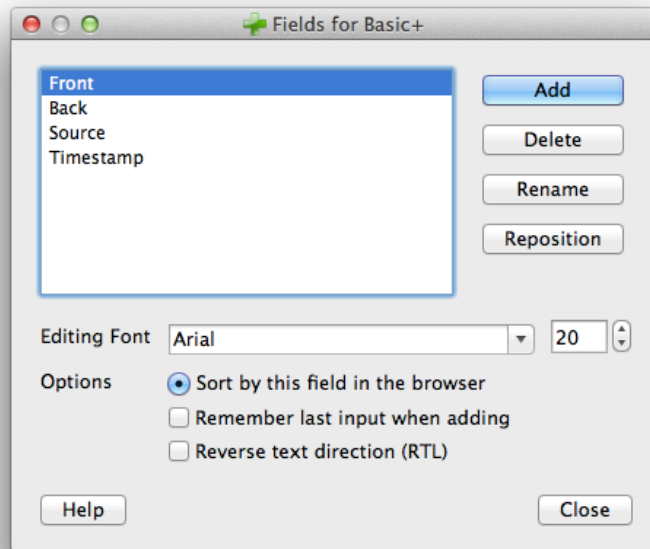 Fields for Basic+
Front
Back
Source
Timestamp
Add
Delete
Rename
Reposition
Editing Font Arial 20
Options Sort by this field in the browser
Remember last input when adding
Reverse text direction (RTL)
Help Close